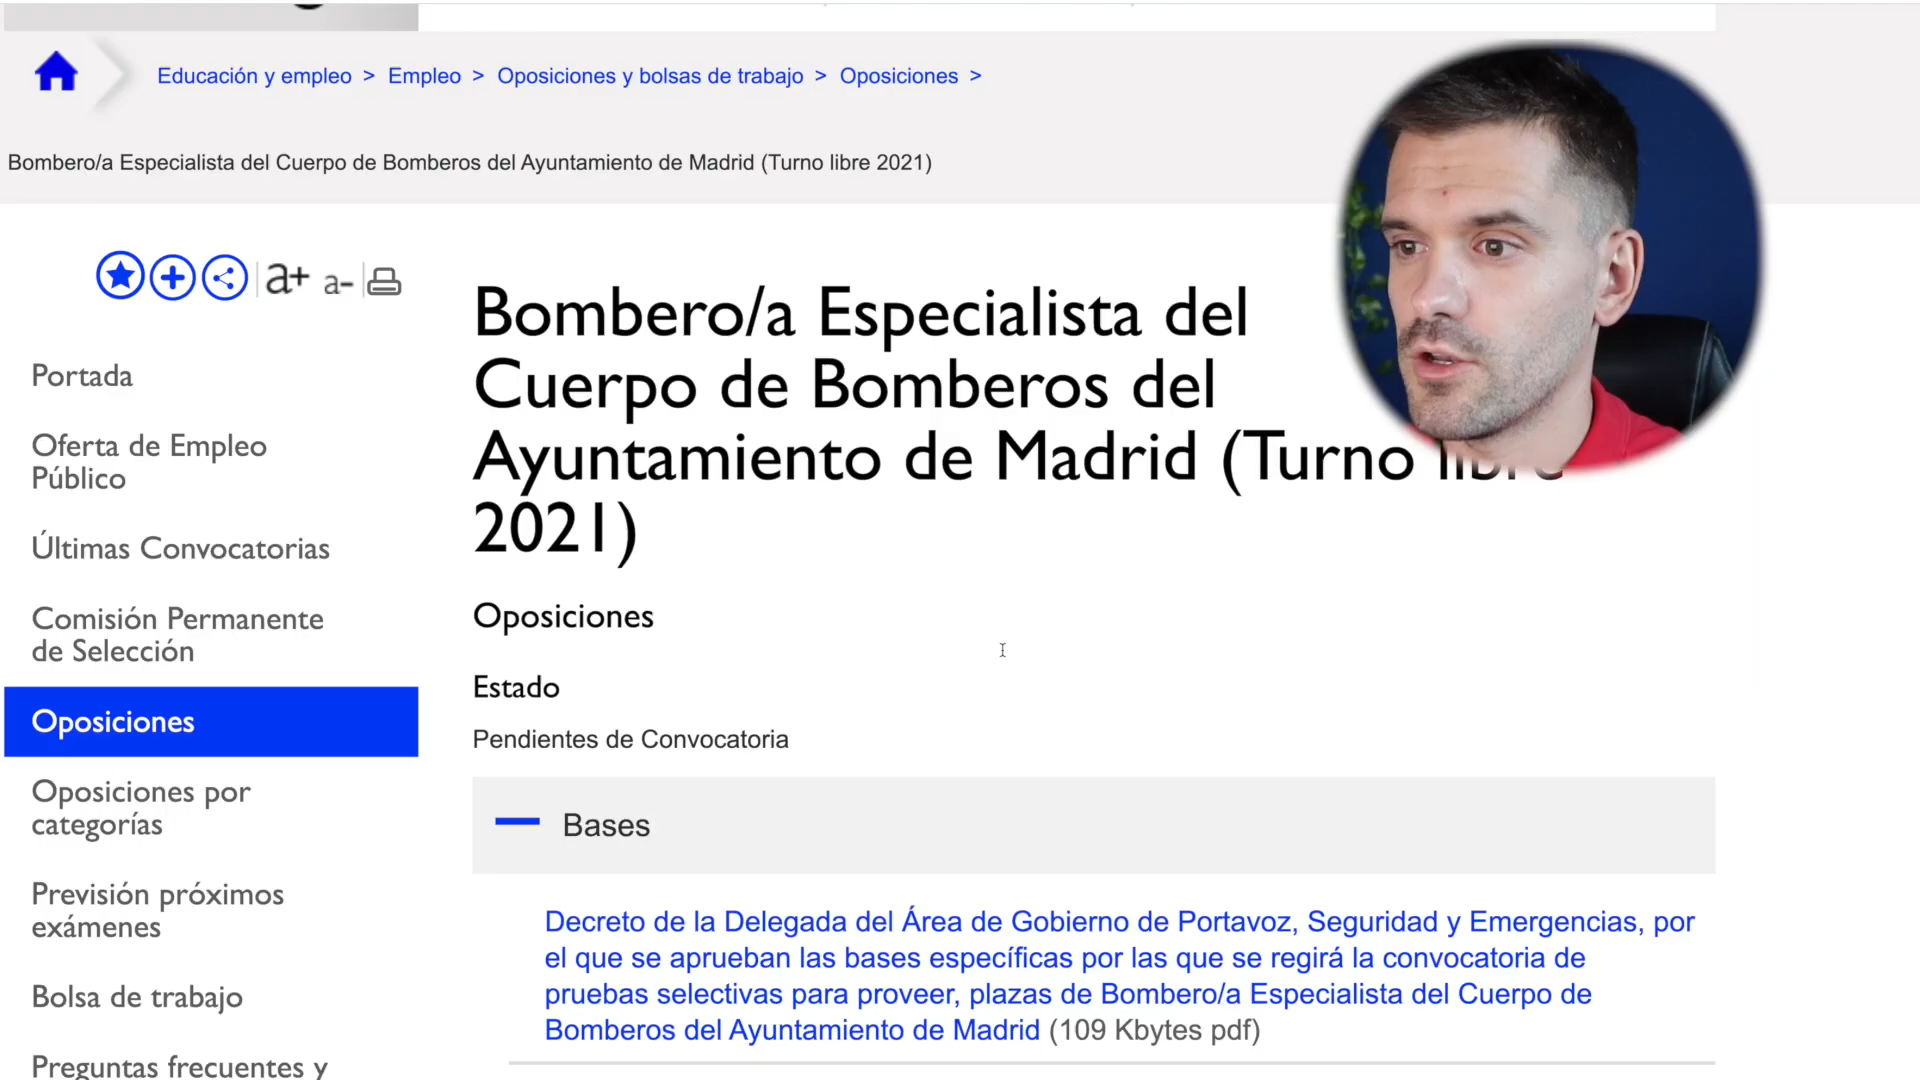 Educación y empleo > Empleo > Oposiciones y bolsas de trabajo > Oposiciones >
Bombero/a Especialista del Cuerpo de Bomberos del Ayuntamiento de Madrid (Turno libre 2021)
a+ a-
Portada
Oferta de Empleo
Público
Últimas Convocatorias
Comisión Permanente
de Selección
Oposiciones
Oposiciones por
categorías
Previsión próximos
exámenes
Bolsa de trabajo
Preguntas frecuentes y
Bombero/a Especialista del
Cuerpo de Bomberos del
Ayuntamiento de Madrid (Turno libre
2021)
Oposiciones
Estado
Pendientes de Convocatoria
Bases
Decreto de la Delegada del Área de Gobierno de Portavoz, Seguridad y Emergencias, por
el que se aprueban las bases específicas por las que se regirá la convocatoria de
pruebas selectivas para proveer, plazas de Bombero/a Especialista del Cuerpo de
Bomberos del Ayuntamiento de Madrid (109 Kbytes pdf)